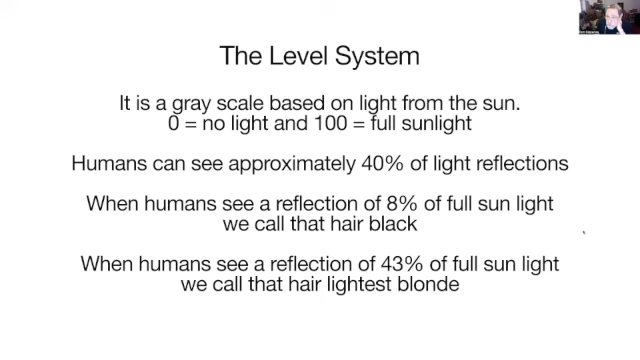 The Level System
It is a gray scale based on light from the sun.
0 = no light and 100 = full sunlight
Humans can see approximately 40% of light reflections
When humans see a reflection of 8% of full sun light
we call that hair black
When humans see a reflection of 43% of full sun light
we call that hair lightest blonde